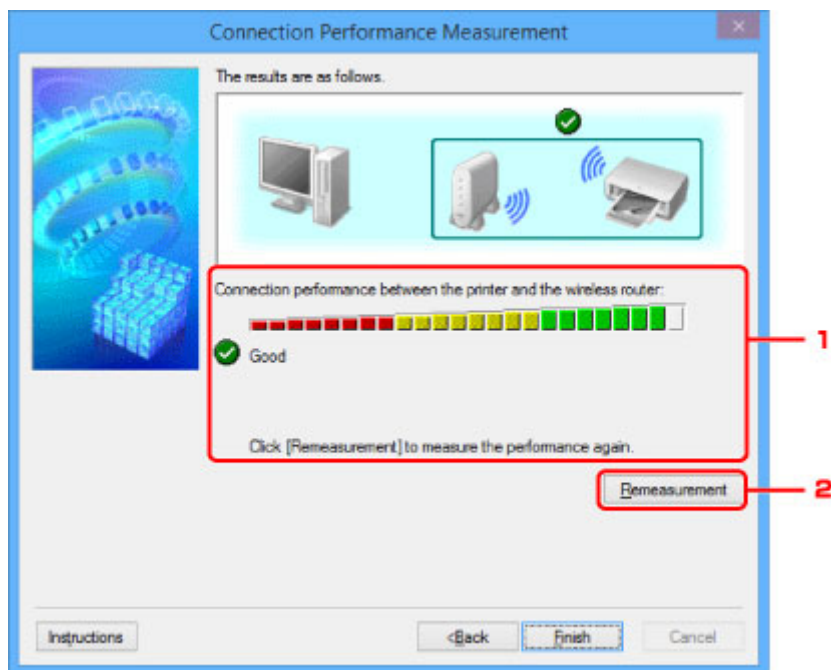 Connection Performance Measurement
The results are as follows.
Connection performance between the printer and the wireless router:
Good
Click [Remeasurement] to measure the performance again.
1
Remeasurement
2
Instructions
<Back
Finish
Cancel